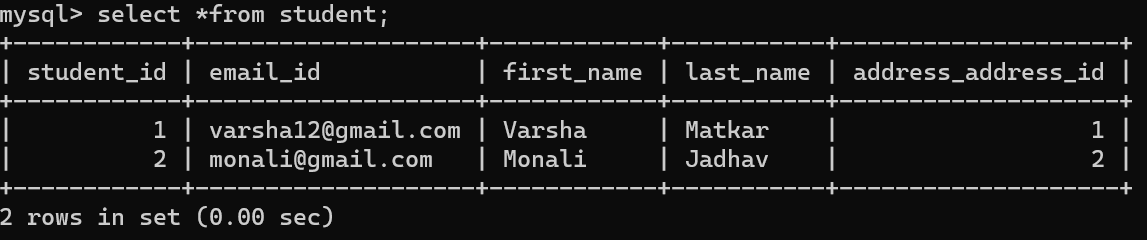 mysql> select *from student;
+------------+--------------------+------------+-----------+--------------------+
| student_id | email_id           | first_name | last_name | address_address_id |
+------------+--------------------+------------+-----------+--------------------+
|          1 | varsha12@gmail.com | Varsha     | Matkar    |                  1 |
|          2 | monali@gmail.com   | Monali     | Jadhav    |                  2 |
+------------+--------------------+------------+-----------+--------------------+
2 rows in set (0.00 sec)